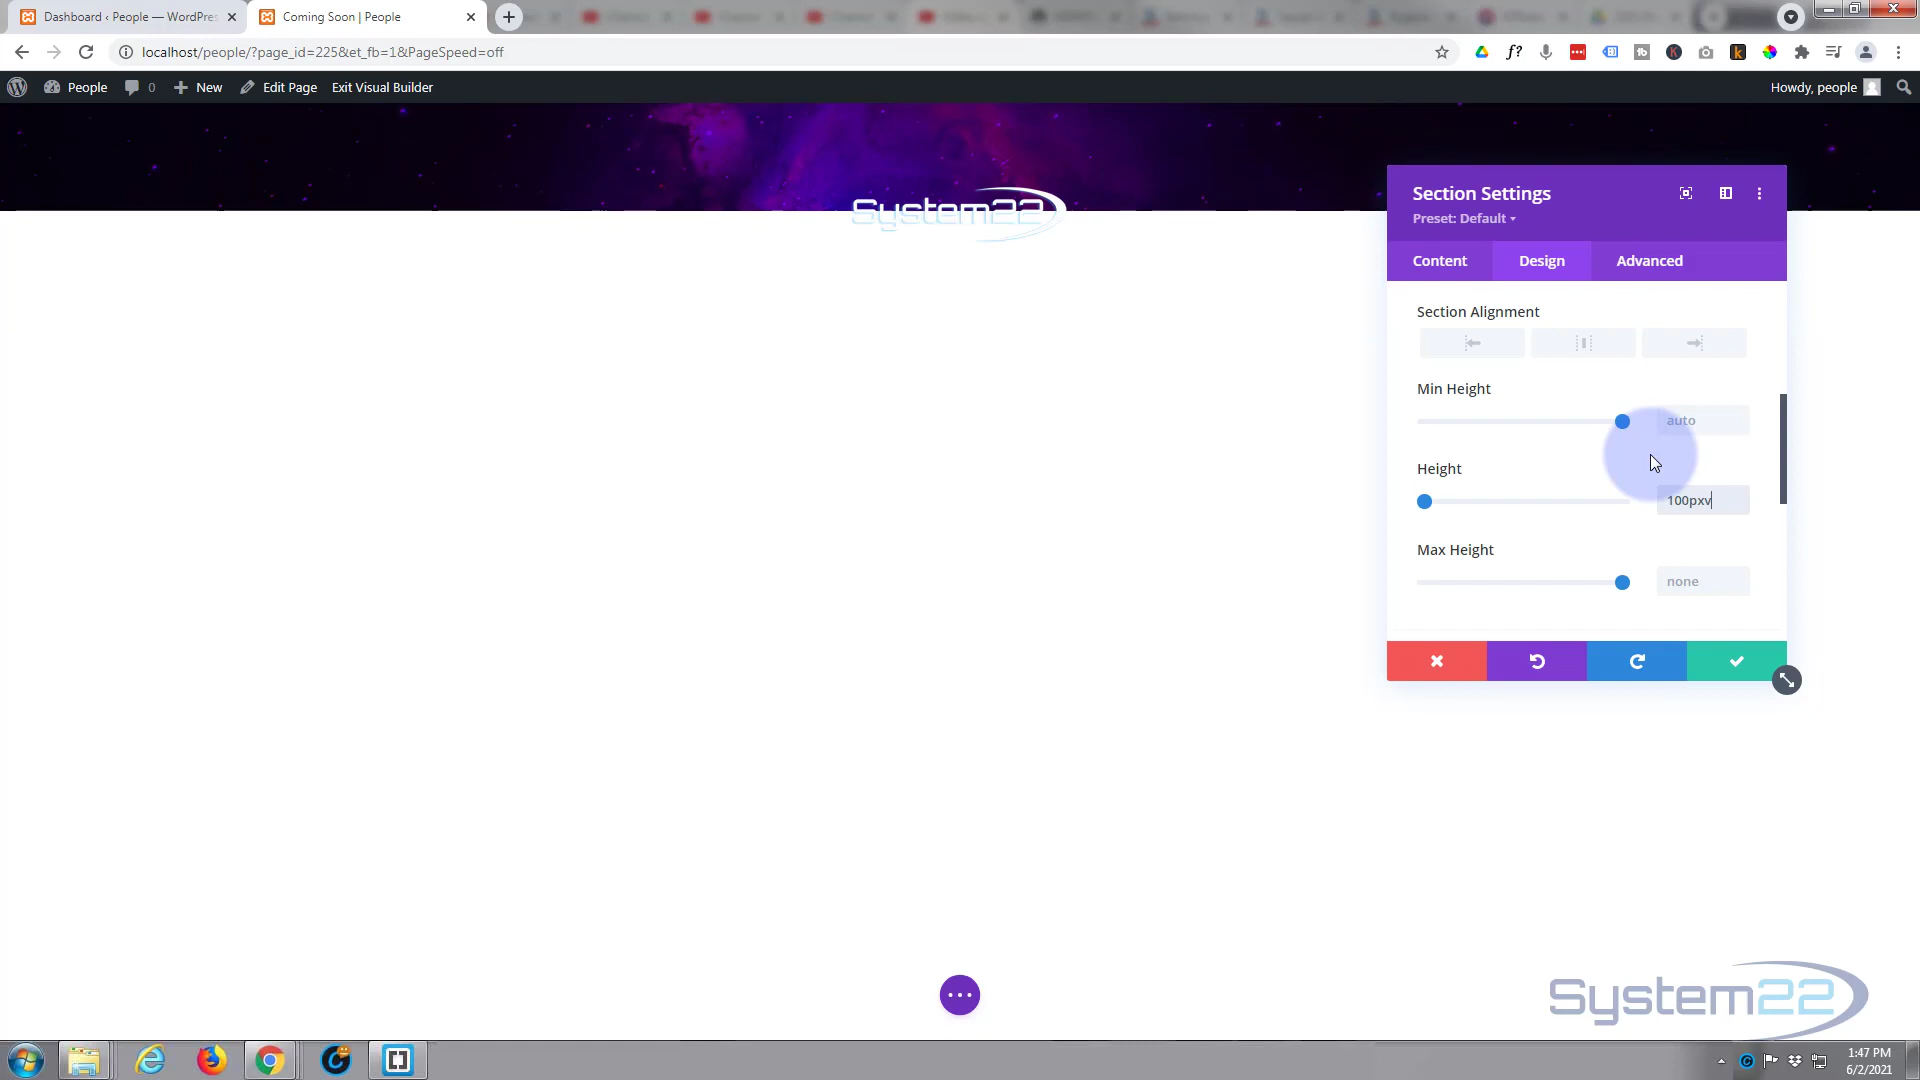 Dashboard ‹ People — WordPres
Coming Soon | People
localhost/people/?page_id=225&et_fb=1&PageSpeed=off
People
0
New
Edit Page
Exit Visual Builder
Howdy, people
System22
Section Settings
Preset: Default
Content
Design
Advanced
Section Alignment
Min Height
auto
Height
100pxv
Max Height
none
System22
1:47 PM
6/2/2021